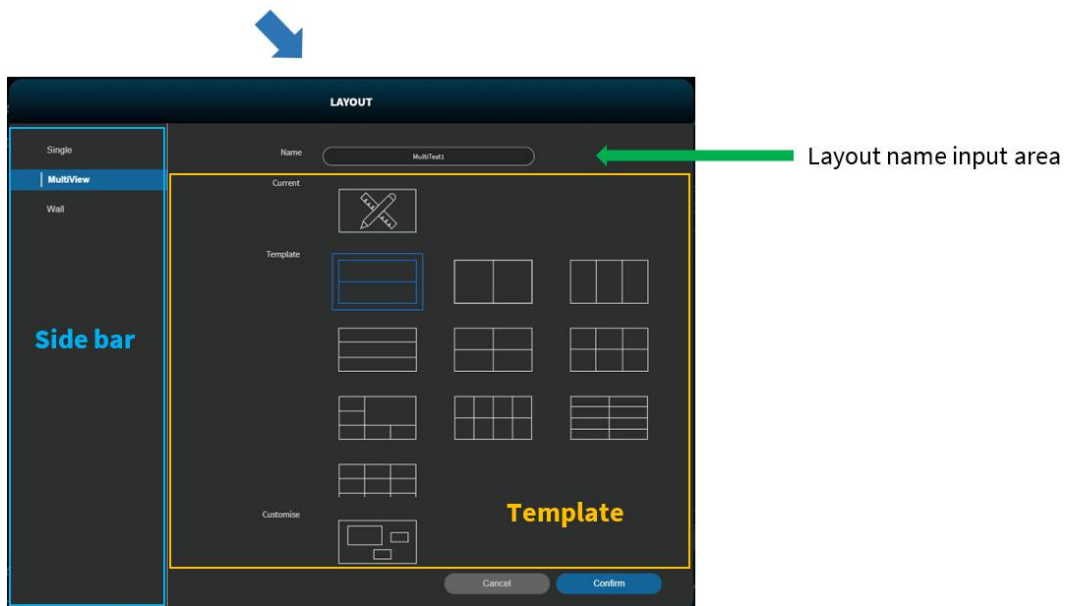 LAYOUT
Single
MultiView
Wall
Side bar
Name
MultiTest1
Layout name input area
Current
Template
Customise
Template
Cancel
Confirm